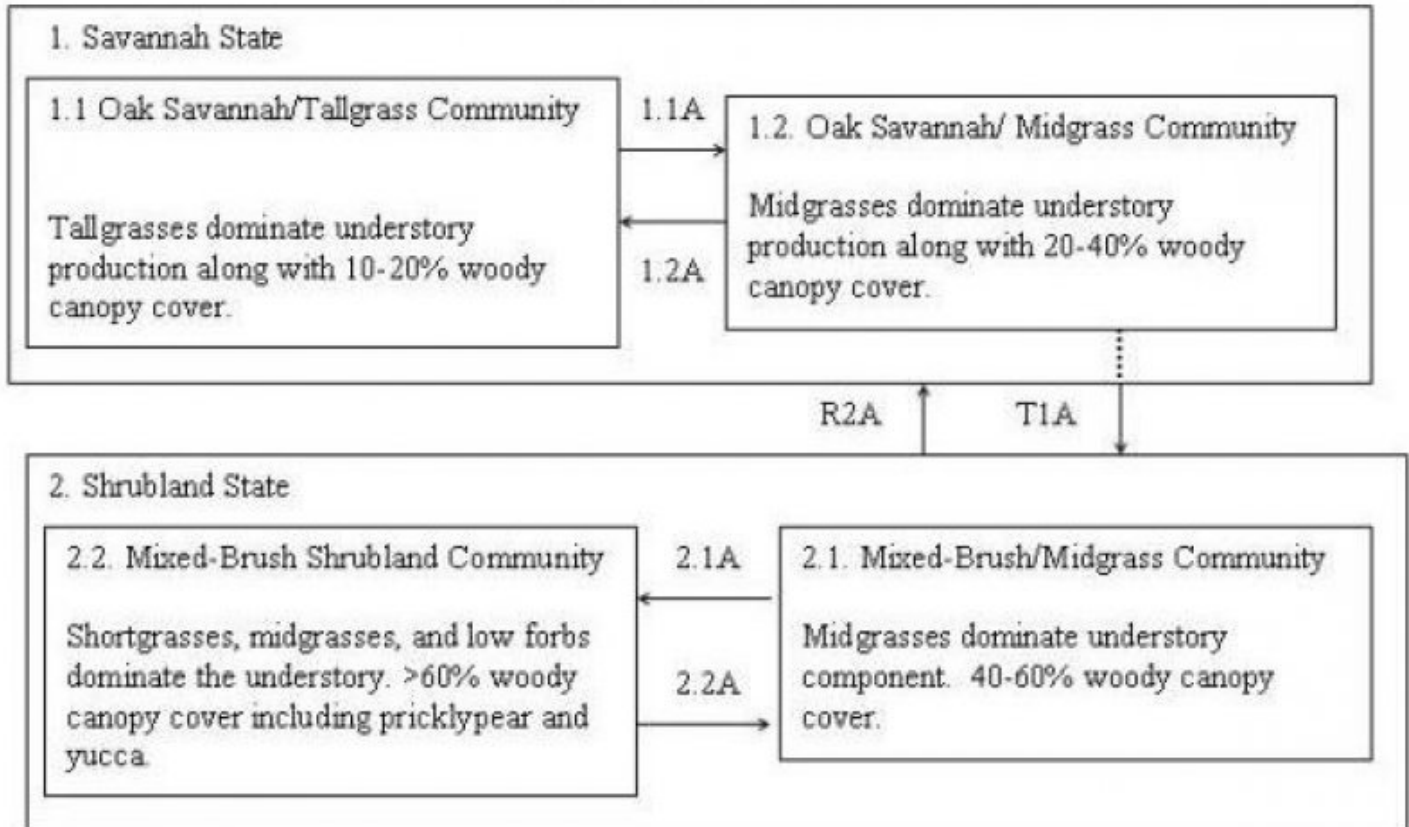 1. Savannah State
1.1 Oak Savannah/Tallgrass Community
Tallgrasses dominate understory
production along with 10-20% woody
canopy cover.
1.1A
1.2A
1.2. Oak Savannah/ Midgrass Community
Midgrasses dominate understory
production along with 20-40% woody
canopy cover.
R2A
T1A
2. Shrubland State
2.2. Mixed-Brush Shrubland Community
Shortgrasses, midgrasses, and low forbs
dominate the understory. >60% woody
canopy cover including pricklypear and
yucca.
2.1A
2.2A
2.1. Mixed-Brush/Midgrass Community
Midgrasses dominate understory
component. 40-60% woody canopy
cover.